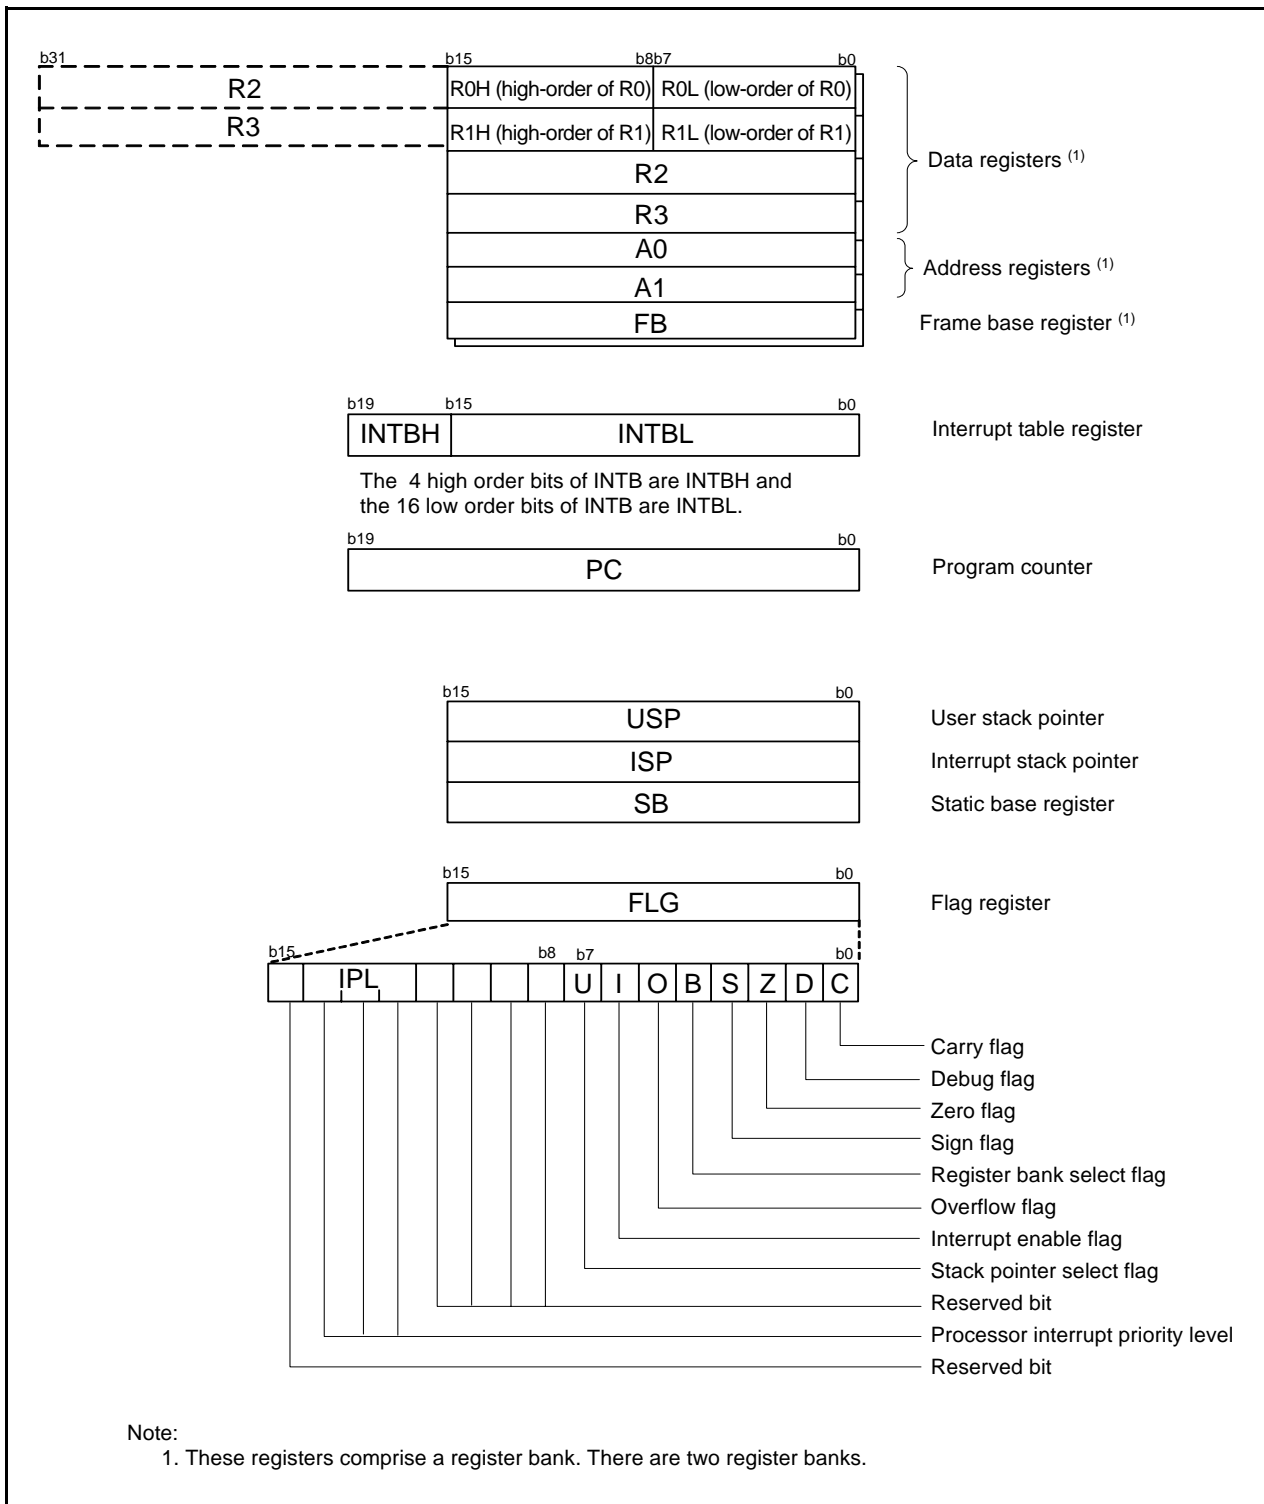 b31 b15 b8b7 b0
R2 R0H (high-order of R0) R0L (low-order of R0)
R3 R1H (high-order of R1) R1L (low-order of R1)
Data registers (1)
R2
R3
A0
Address registers (1)
A1
FB Frame base register (1)
b19 b15 b0
INTBH INTBL Interrupt table register
The 4 high order bits of INTB are INTBH and
the 16 low order bits of INTB are INTBL.
b19 b0
PC Program counter
b15 b0
USP User stack pointer
ISP Interrupt stack pointer
SB Static base register
b15 b0
FLG Flag register
b15 b8 b7 b0
IPL U I O B S Z D C
Carry flag
Debug flag
Zero flag
Sign flag
Register bank select flag
Overflow flag
Interrupt enable flag
Stack pointer select flag
Reserved bit
Processor interrupt priority level
Reserved bit
Note:
1. These registers comprise a register bank. There are two register banks.